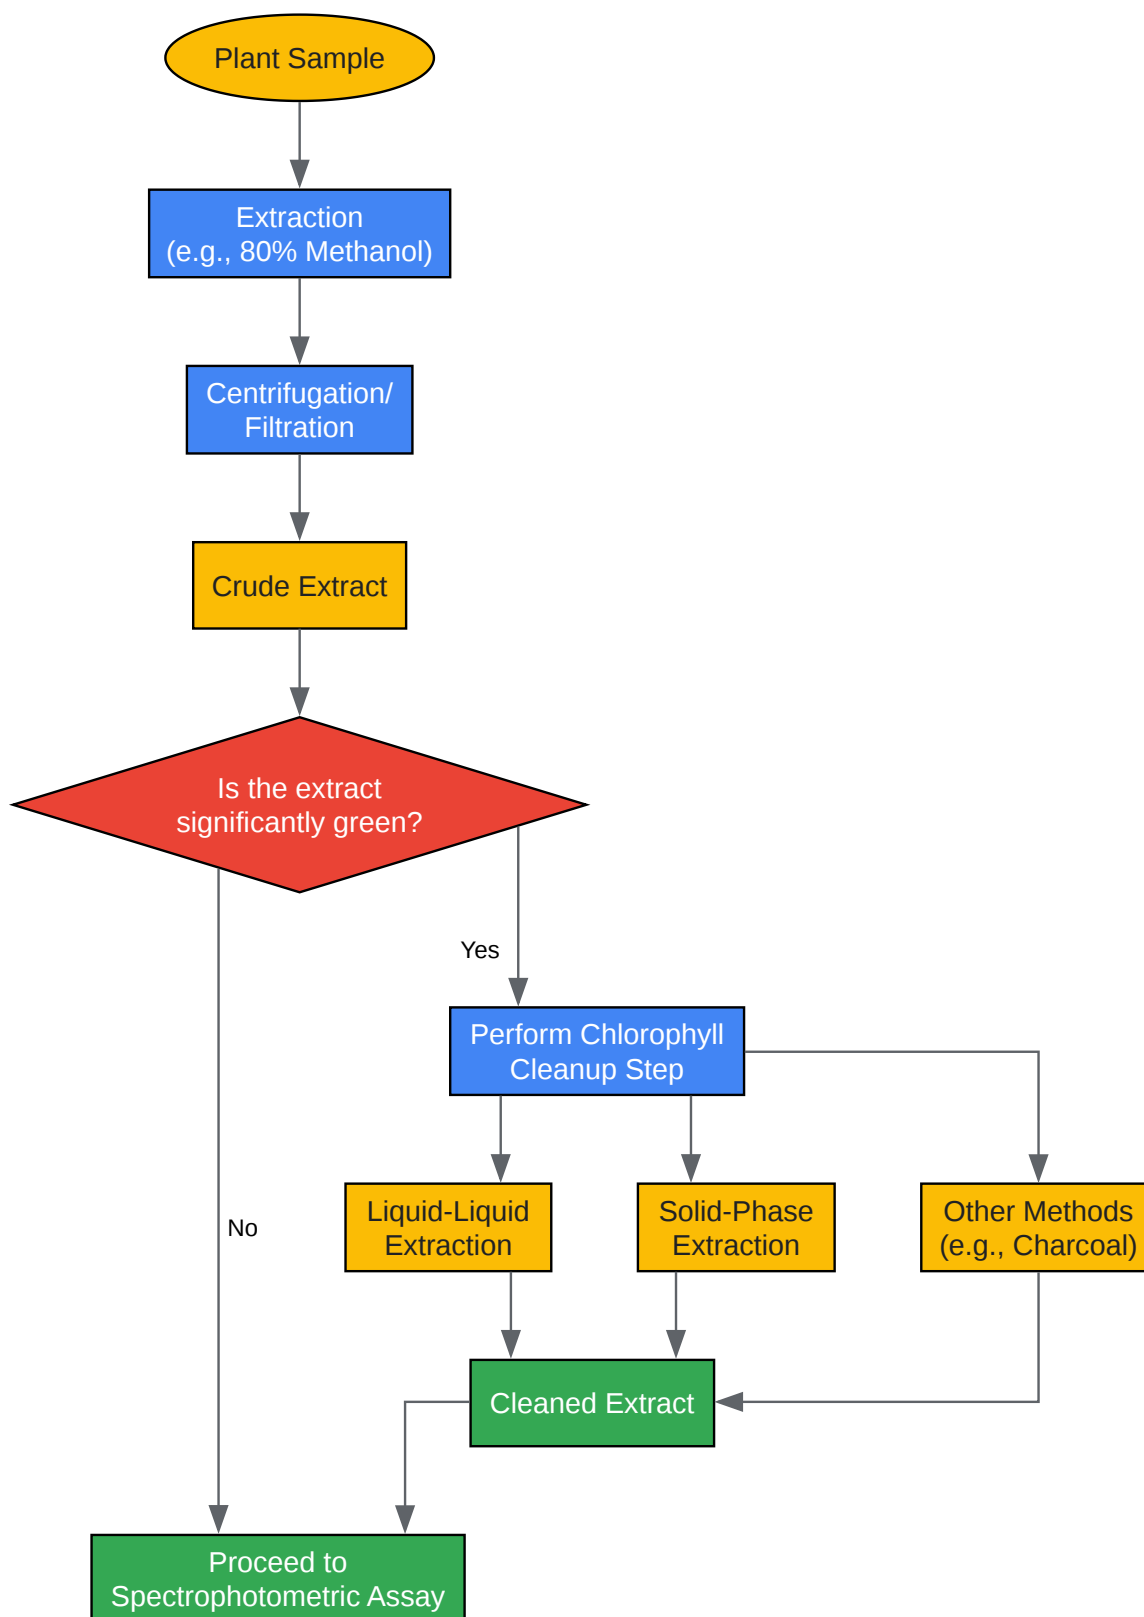 Plant Sample
Extraction
(e.g., 80% Methanol)
Centrifugation/
Filtration
Crude Extract
Is the extract
significantly green?
Yes
Perform Chlorophyll
Cleanup Step
No
Liquid-Liquid
Extraction
Solid-Phase
Extraction
Other Methods
(e.g., Charcoal)
Cleaned Extract
Proceed to
Spectrophotometric Assay